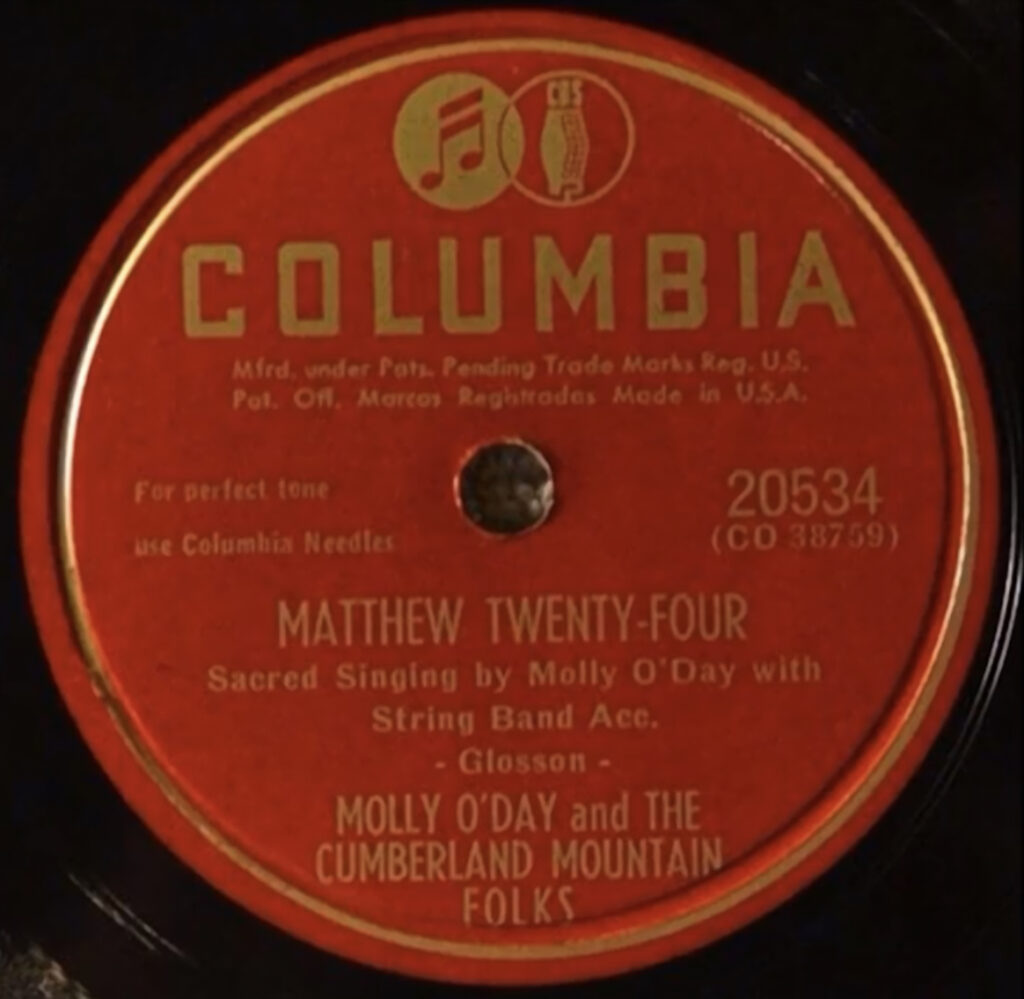 CBS
COLUMBIA
Mfrd. under Pats. Pending Trade Marks Reg. U.S.
Pat. Off. Marcas Registradas Made in U.S.A.
For perfect tone
use Columbia Needles
20534
(CO 38759)
MATTHEW TWENTY-FOUR
Sacred Singing by Molly O'Day with
String Band Acc.
- Glosson -
MOLLY O'DAY and THE
CUMBERLAND MOUNTAIN
FOLKS